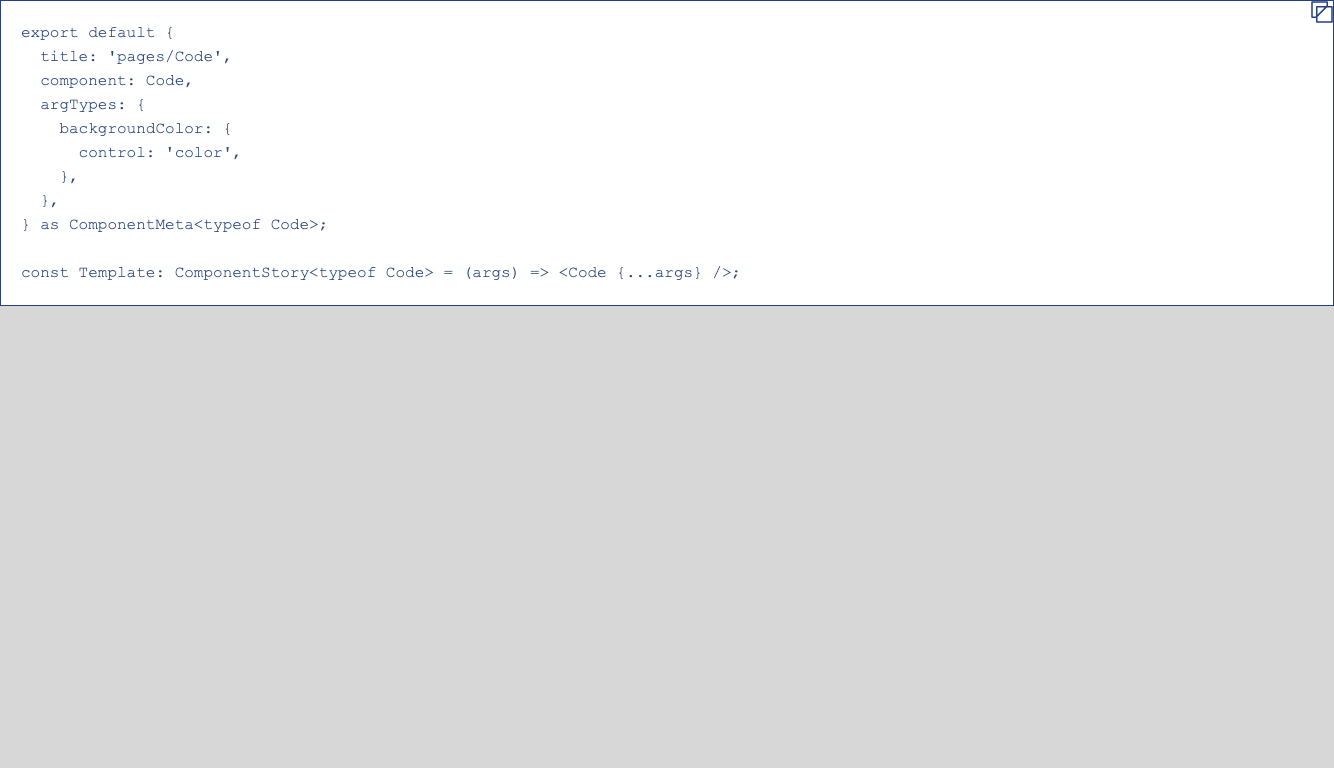 export default {
  title: 'pages/Code',
  component: Code,
  argTypes: {
    backgroundColor: {
      control: 'color',
    },
  },
} as ComponentMeta<typeof Code>;

const Template: ComponentStory<typeof Code> = (args) => <Code {...args} />;